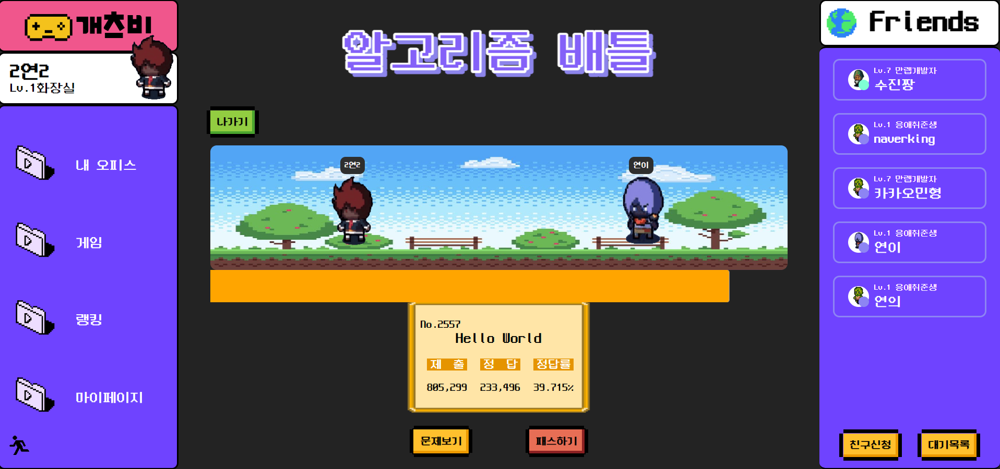 개츠비
2연2
Lv.1화장실
내 오피스
게임
랭킹
마이페이지
알고리즘 배틀
나가기
2연2
연이
No.2557
Hello World
제 출 정 답 정답률
805,299 233,496 39.715%
문제보기
패스하기
Friends
Lv.7 만렙개발자
수진짱
Lv.1 응애취준생
naverking
Lv.7 만렙개발자
카카오민형
Lv.1 응애취준생
연이
Lv.1 응애취준생
연의
친구신청
대기목록